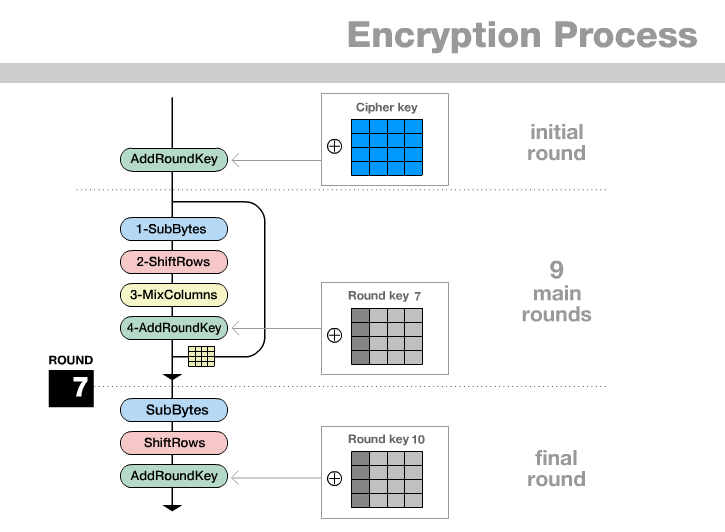 Encryption Process
Cipher key
initial
round
AddRoundKey
1-SubBytes
2-ShiftRows
3-MixColumns
4-AddRoundKey
Round key 7
9
main
rounds
ROUND
7
SubBytes
ShiftRows
AddRoundKey
Round key 10
final
round